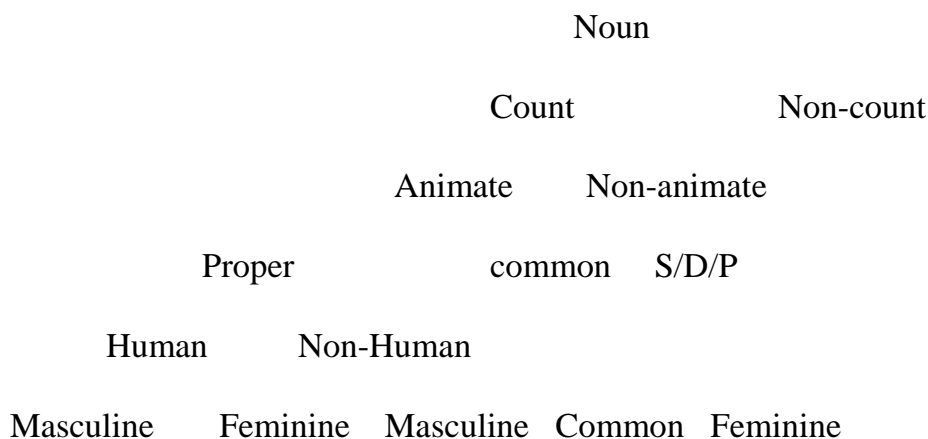 Noun
Count Non-count
Animate Non-animate
Proper common S/D/P
Human Non-Human
Masculine Feminine Masculine Common Feminine